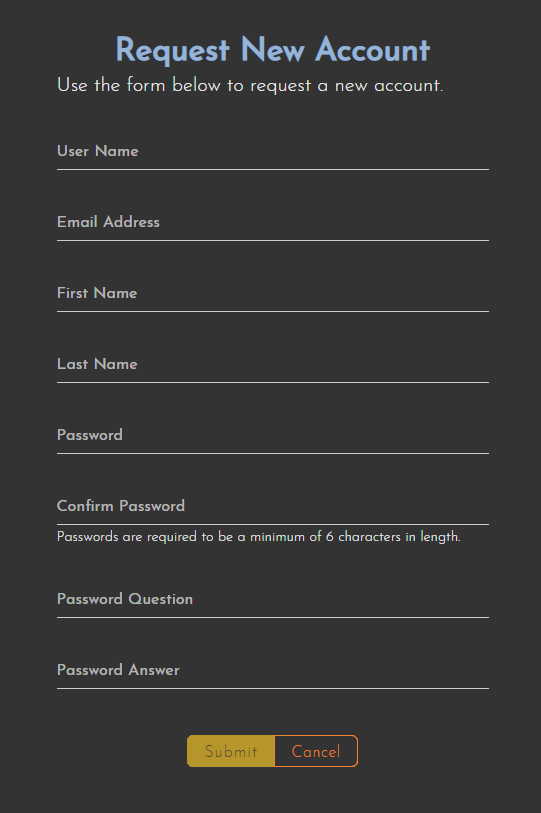 Request New Account
Use the form below to request a new account.
User Name
Email Address
First Name
Last Name
Password
Confirm Password
Passwords are required to be a minimum of 6 characters in length.
Password Question
Password Answer
Submit Cancel